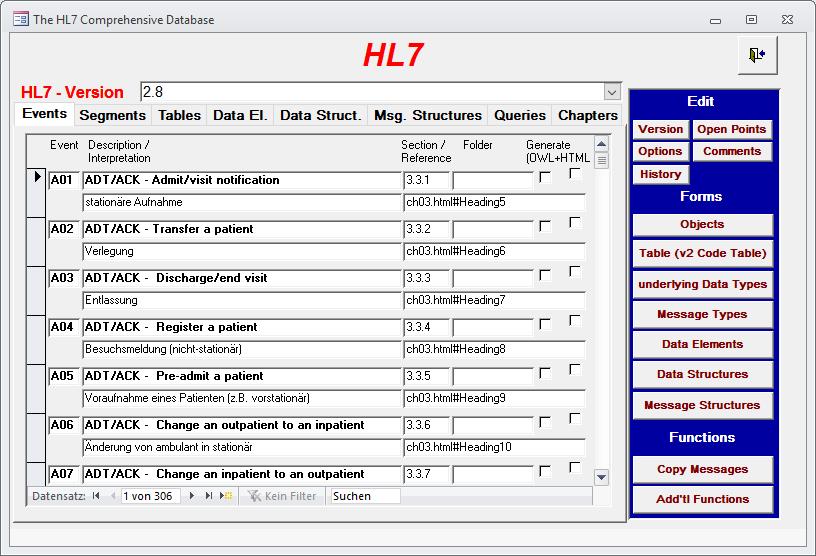 The HL7 Comprehensive Database
HL7
HL7 - Version 2.8
Events Segments Tables Data El. Data Struct. Msg. Structures Queries Chapters
Event Description / Section / Folder Generate
Interpretation Reference (OWL+HTML
A01 ADT/ACK - Admit/visit notification 3.3.1
stationäre Aufnahme ch03.html#Heading5
A02 ADT/ACK - Transfer a patient 3.3.2
Verlegung ch03.html#Heading6
A03 ADT/ACK - Discharge/end visit 3.3.3
Entlassung ch03.html#Heading7
A04 ADT/ACK - Register a patient 3.3.4
Besuchsmeldung (nicht-stationär) ch03.html#Heading8
A05 ADT/ACK - Pre-admit a patient 3.3.5
Voraufnahme eines Patienten (z.B. vorstationär) ch03.html#Heading9
A06 ADT/ACK - Change an outpatient to an inpatient 3.3.6
Änderung von ambulant in stationär ch03.html#Heading10
A07 ADT/ACK - Change an inpatient to an outpatient 3.3.7
Datensatz: 1 von 306 Kein Filter Suchen
Edit
Version Open Points
Options Comments
History
Forms
Objects
Table (v2 Code Table)
underlying Data Types
Message Types
Data Elements
Data Structures
Message Structures
Functions
Copy Messages
Add'tl Functions